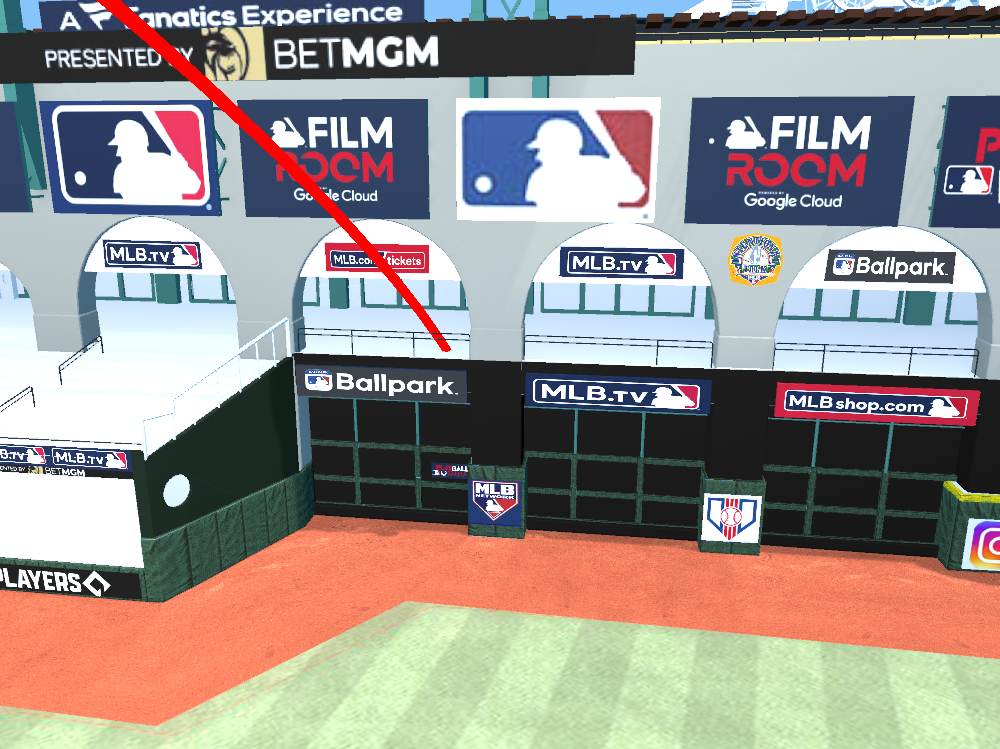 A Fanatics Experience
PRESENTED BY BETMGM
FILM
ROOM
Google Cloud
FILM
ROOM
POWERED BY
Google Cloud
MLB.TV
MLB.com/tickets
MLB.TV
Ballpark.
Ballpark.
MLB.TV
MLBshop.com
MLB.TV
MLB.TV
BETMGM
MLB
NETWORK
PLAYERS